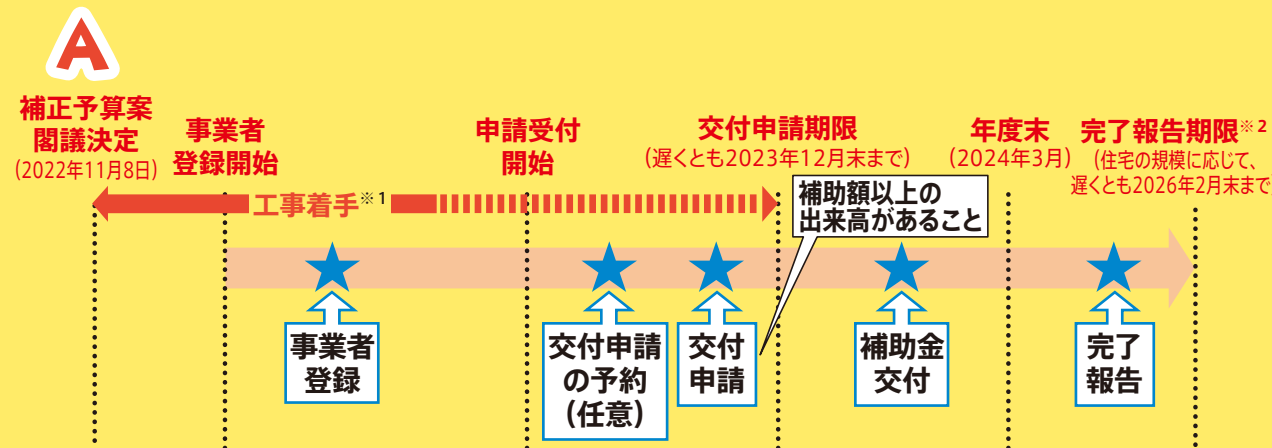 A
補正予算案
閣議決定
(2022年11月8日)
事業者
登録開始
申請受付
開始
交付申請期限
(遅くとも2023年12月末まで)
年度末
(2024年3月)
完了報告期限※2
(住宅の規模に応じて、
遅くとも2026年2月末まで
工事着手※1
補助額以上の
出来高があること
事業者
登録
交付申請
の予約
(任意)
交付
申請
補助金
交付
完了
報告